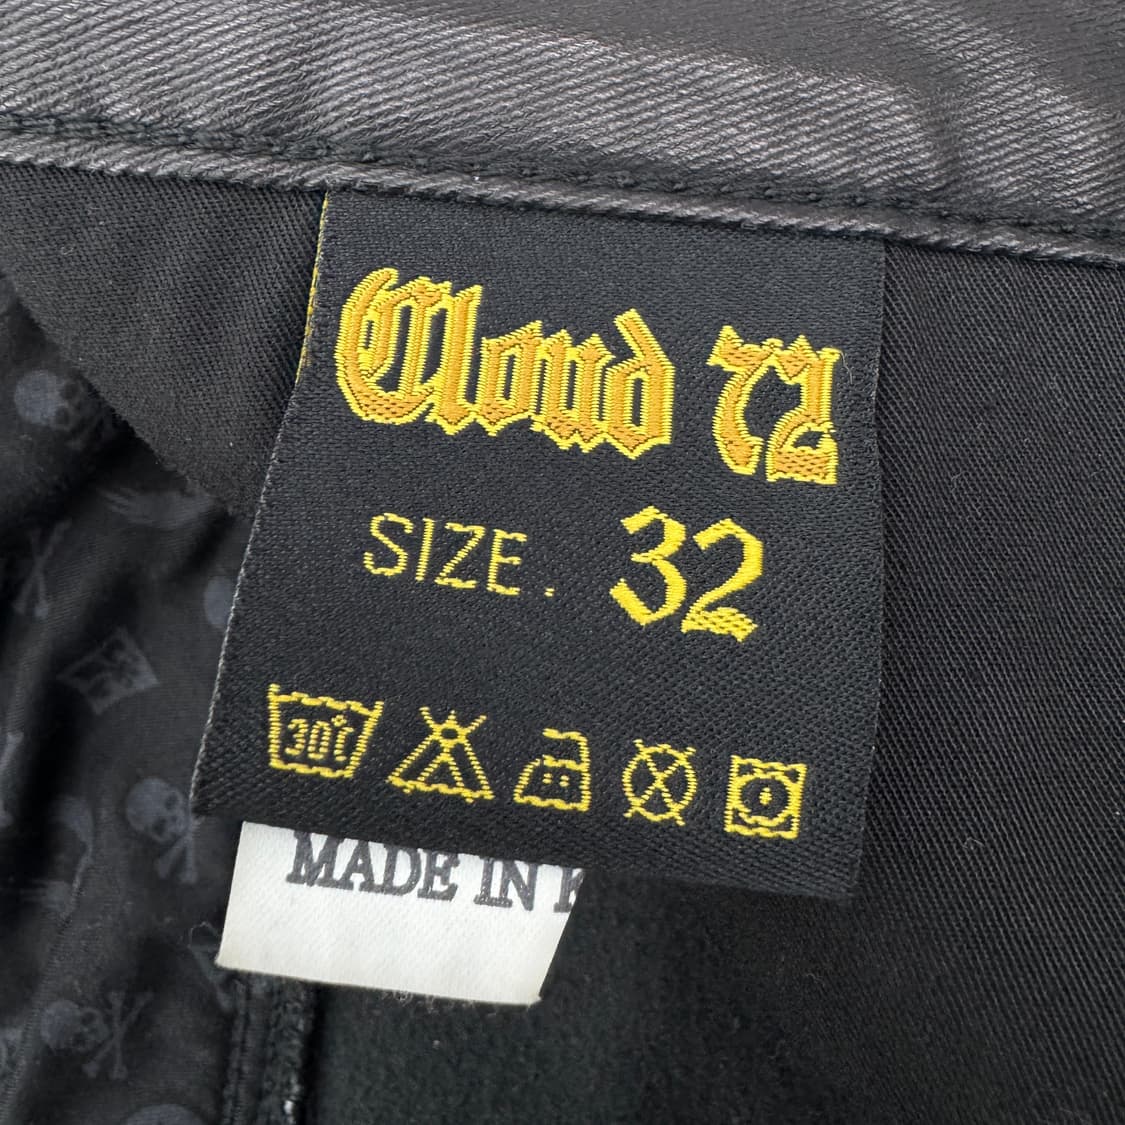 Cloud 72
SIZE. 32
30℃
MADE IN K